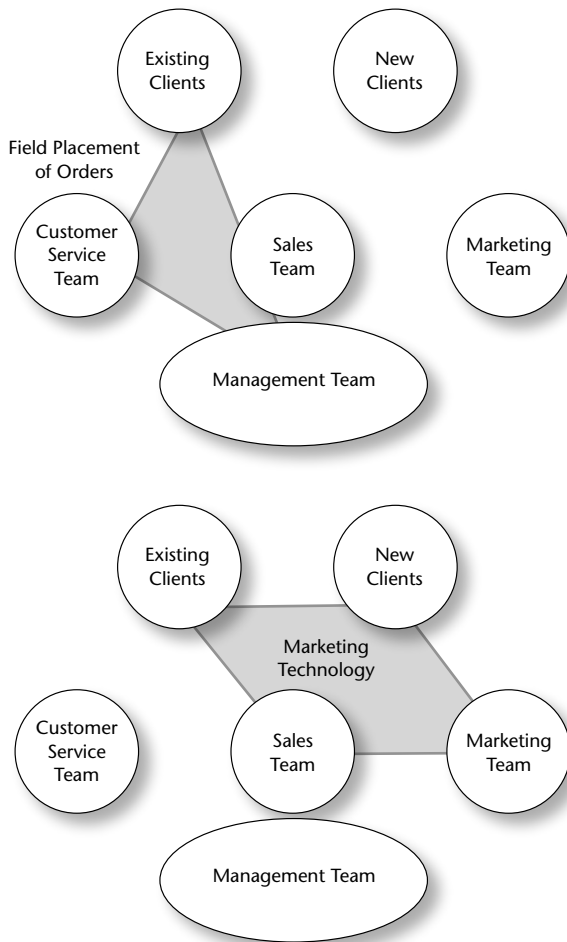 Existing
Clients
New
Clients
Field Placement
of Orders
Customer
Service
Team
Sales
Team
Marketing
Team
Management Team
Existing
Clients
New
Clients
Marketing
Technology
Customer
Service
Team
Sales
Team
Marketing
Team
Management Team